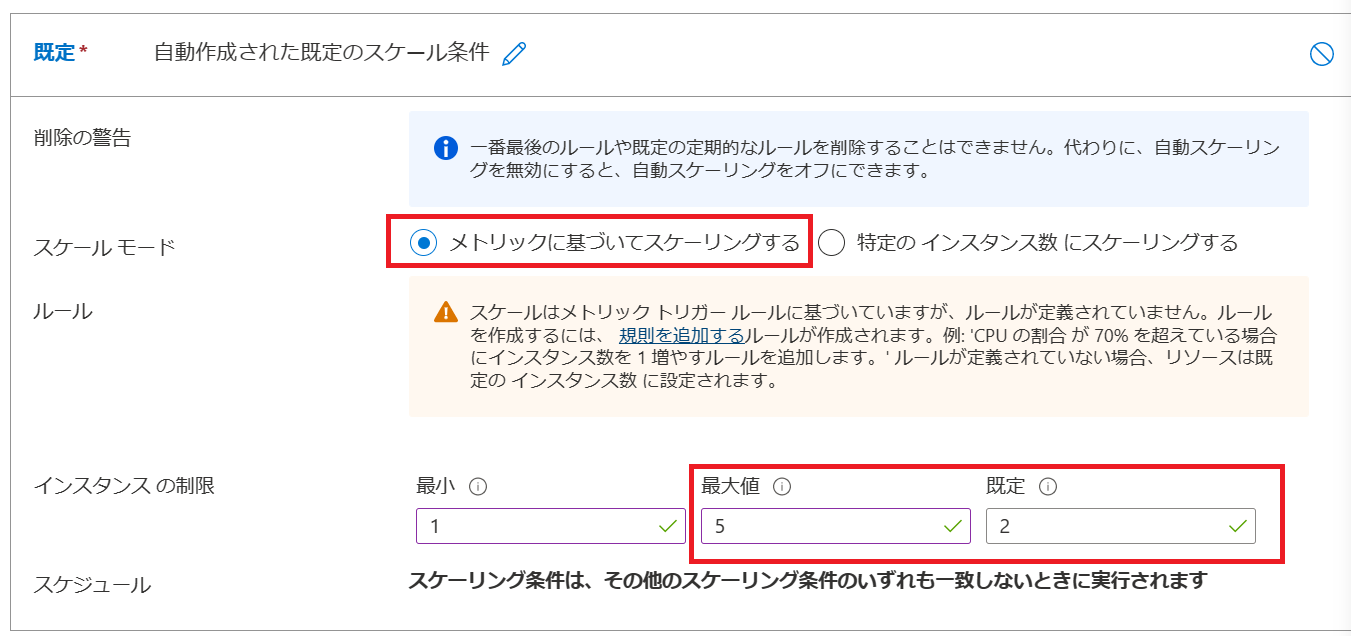 既定* 自動作成された既定のスケール条件
削除の警告
一番最後のルールや既定の定期的なルールを削除することはできません。代わりに、自動スケーリン
グを無効にすると、自動スケーリングをオフにできます。
スケール モード
メトリックに基づいてスケーリングする 特定の インスタンス数 にスケーリングする
ルール
スケールはメトリック トリガー ルールに基づいていますが、ルールが定義されていません。ルール
を作成するには、 規則を追加するルールが作成されます。例: 'CPU の割合 が 70% を超えている場合
にインスタンス数を 1 増やすルールを追加します。' ルールが定義されていない場合、リソースは既
定の インスタンス数 に設定されます。
インスタンス の制限
最小 最大値 既定
1 5 2
スケジュール
スケーリング条件は、その他のスケーリング条件のいずれも一致しないときに実行されます